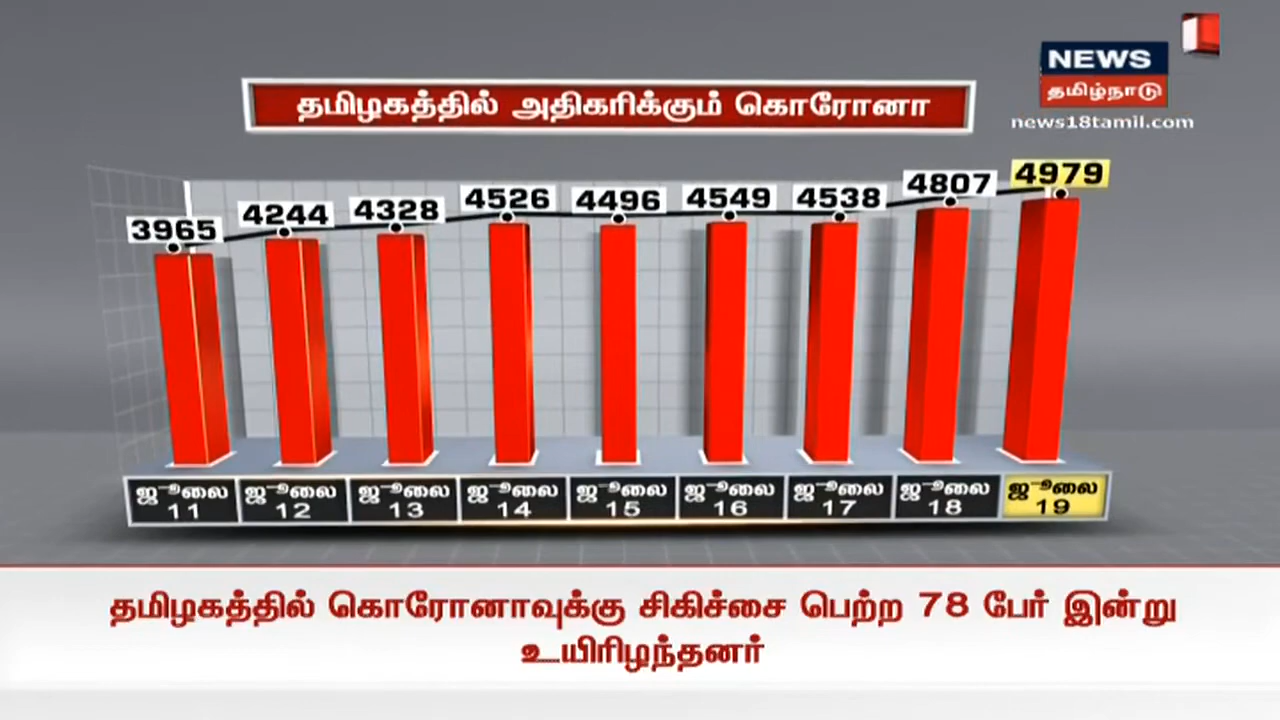 NEWS
தமிழ்நாடு
news18tamil.com
தமிழகத்தில் அதிகரிக்கும் கொரோனா
3965 4244 4328 4526 4496 4549 4538 4807 4979
ஜூலை 11 ஜூலை 12 ஜூலை 13 ஜூலை 14 ஜூலை 15 ஜூலை 16 ஜூலை 17 ஜூலை 18 ஜூலை 19
தமிழகத்தில் கொரோனாவுக்கு சிகிச்சை பெற்ற 78 பேர் இன்று
உயிரிழந்தனர்